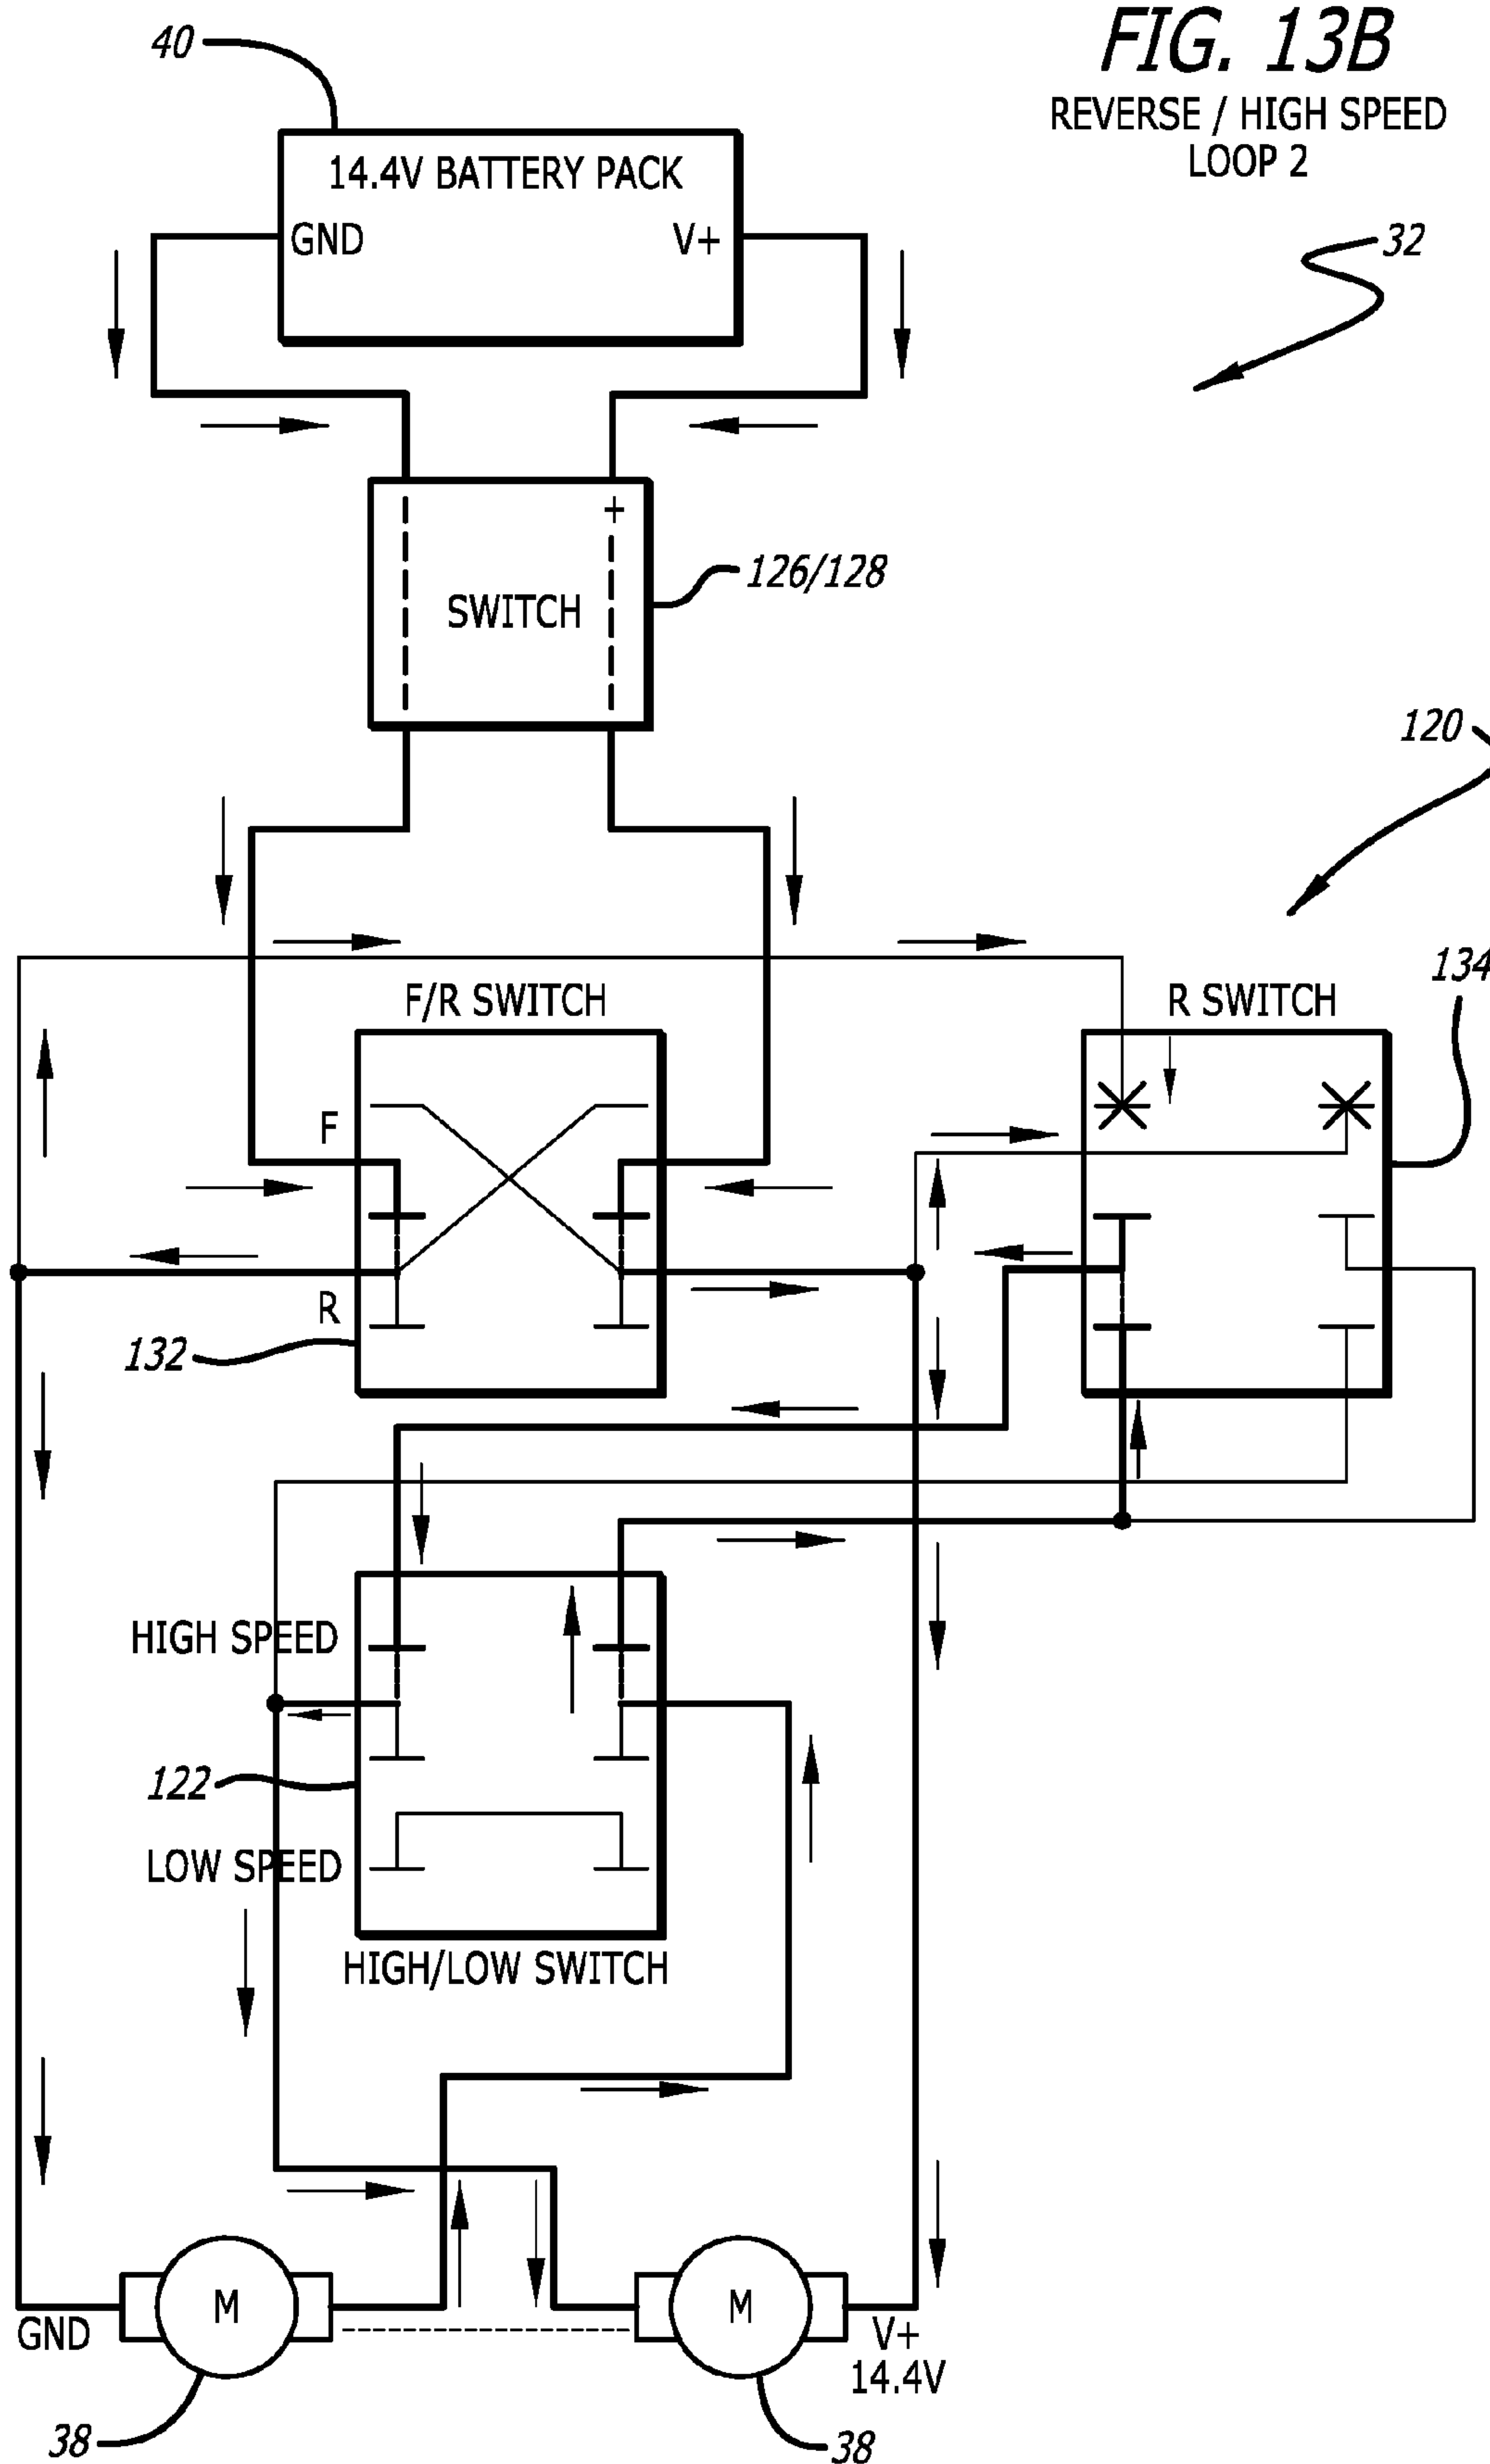 FIG. 13B
REVERSE / HIGH SPEED
LOOP 2
40
14.4V BATTERY PACK
GND
V+
32
+
SWITCH
126/128
120
F/R SWITCH
R SWITCH
134
F
R
132
HIGH SPEED
122
LOW SPEED
HIGH/LOW SWITCH
M
M
GND
V+
14.4V
38
38